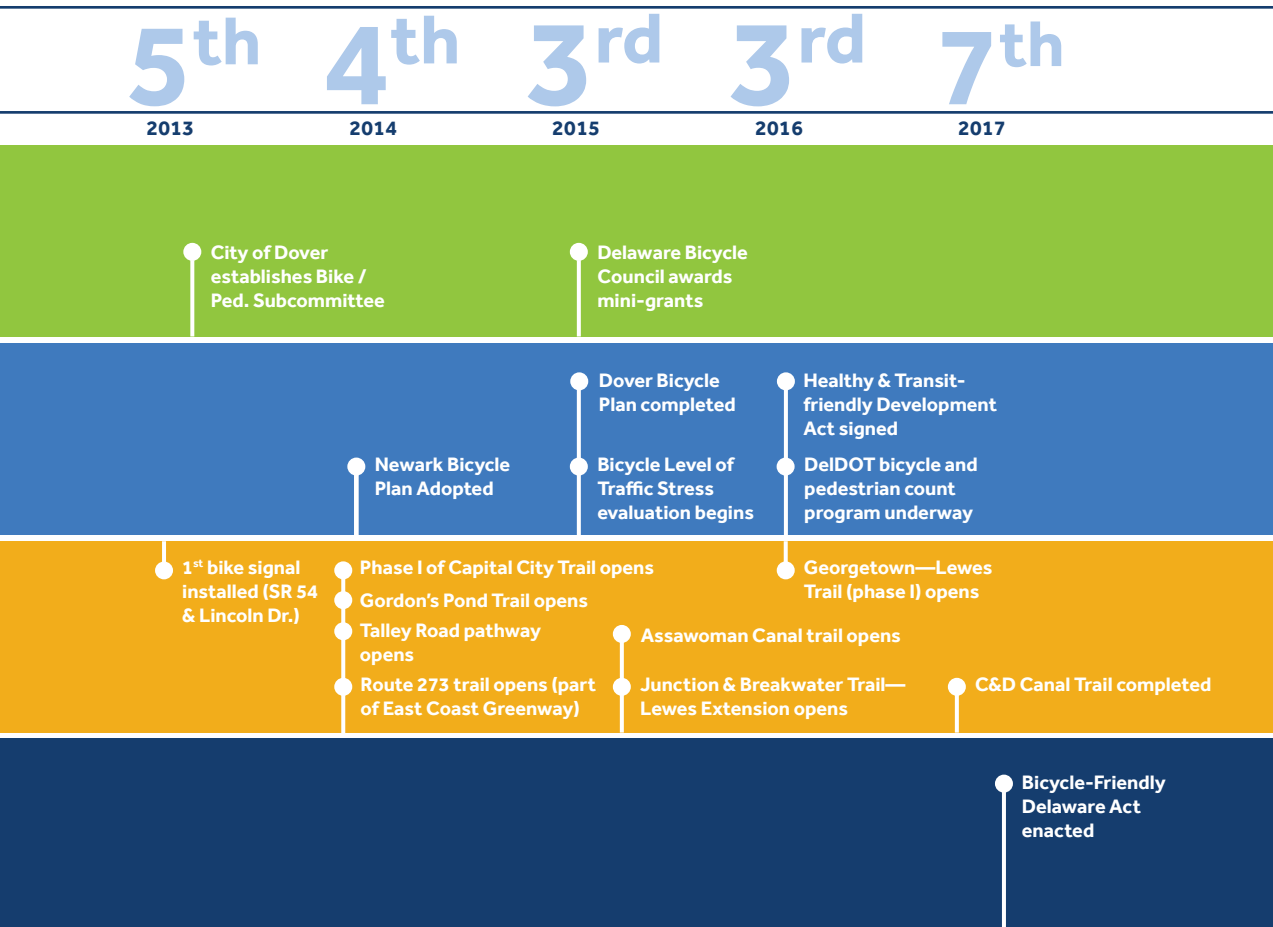 5th 4th 3rd 3rd 7th
2013 2014 2015 2016 2017
City of Dover
establishes Bike /
Ped. Subcommittee
Delaware Bicycle
Council awards
mini-grants
Dover Bicycle
Plan completed
Healthy & Transit-
friendly Development
Act signed
Newark Bicycle
Plan Adopted
Bicycle Level of
Traffic Stress
evaluation begins
DelDOT bicycle and
pedestrian count
program underway
1st bike signal
installed (SR 54
& Lincoln Dr.)
Phase I of Capital City Trail opens
Gordon’s Pond Trail opens
Talley Road pathway
opens
Route 273 trail opens (part
of East Coast Greenway)
Georgetown—Lewes
Trail (phase I) opens
Assawoman Canal trail opens
Junction & Breakwater Trail—
Lewes Extension opens
C&D Canal Trail completed
Bicycle-Friendly
Delaware Act
enacted